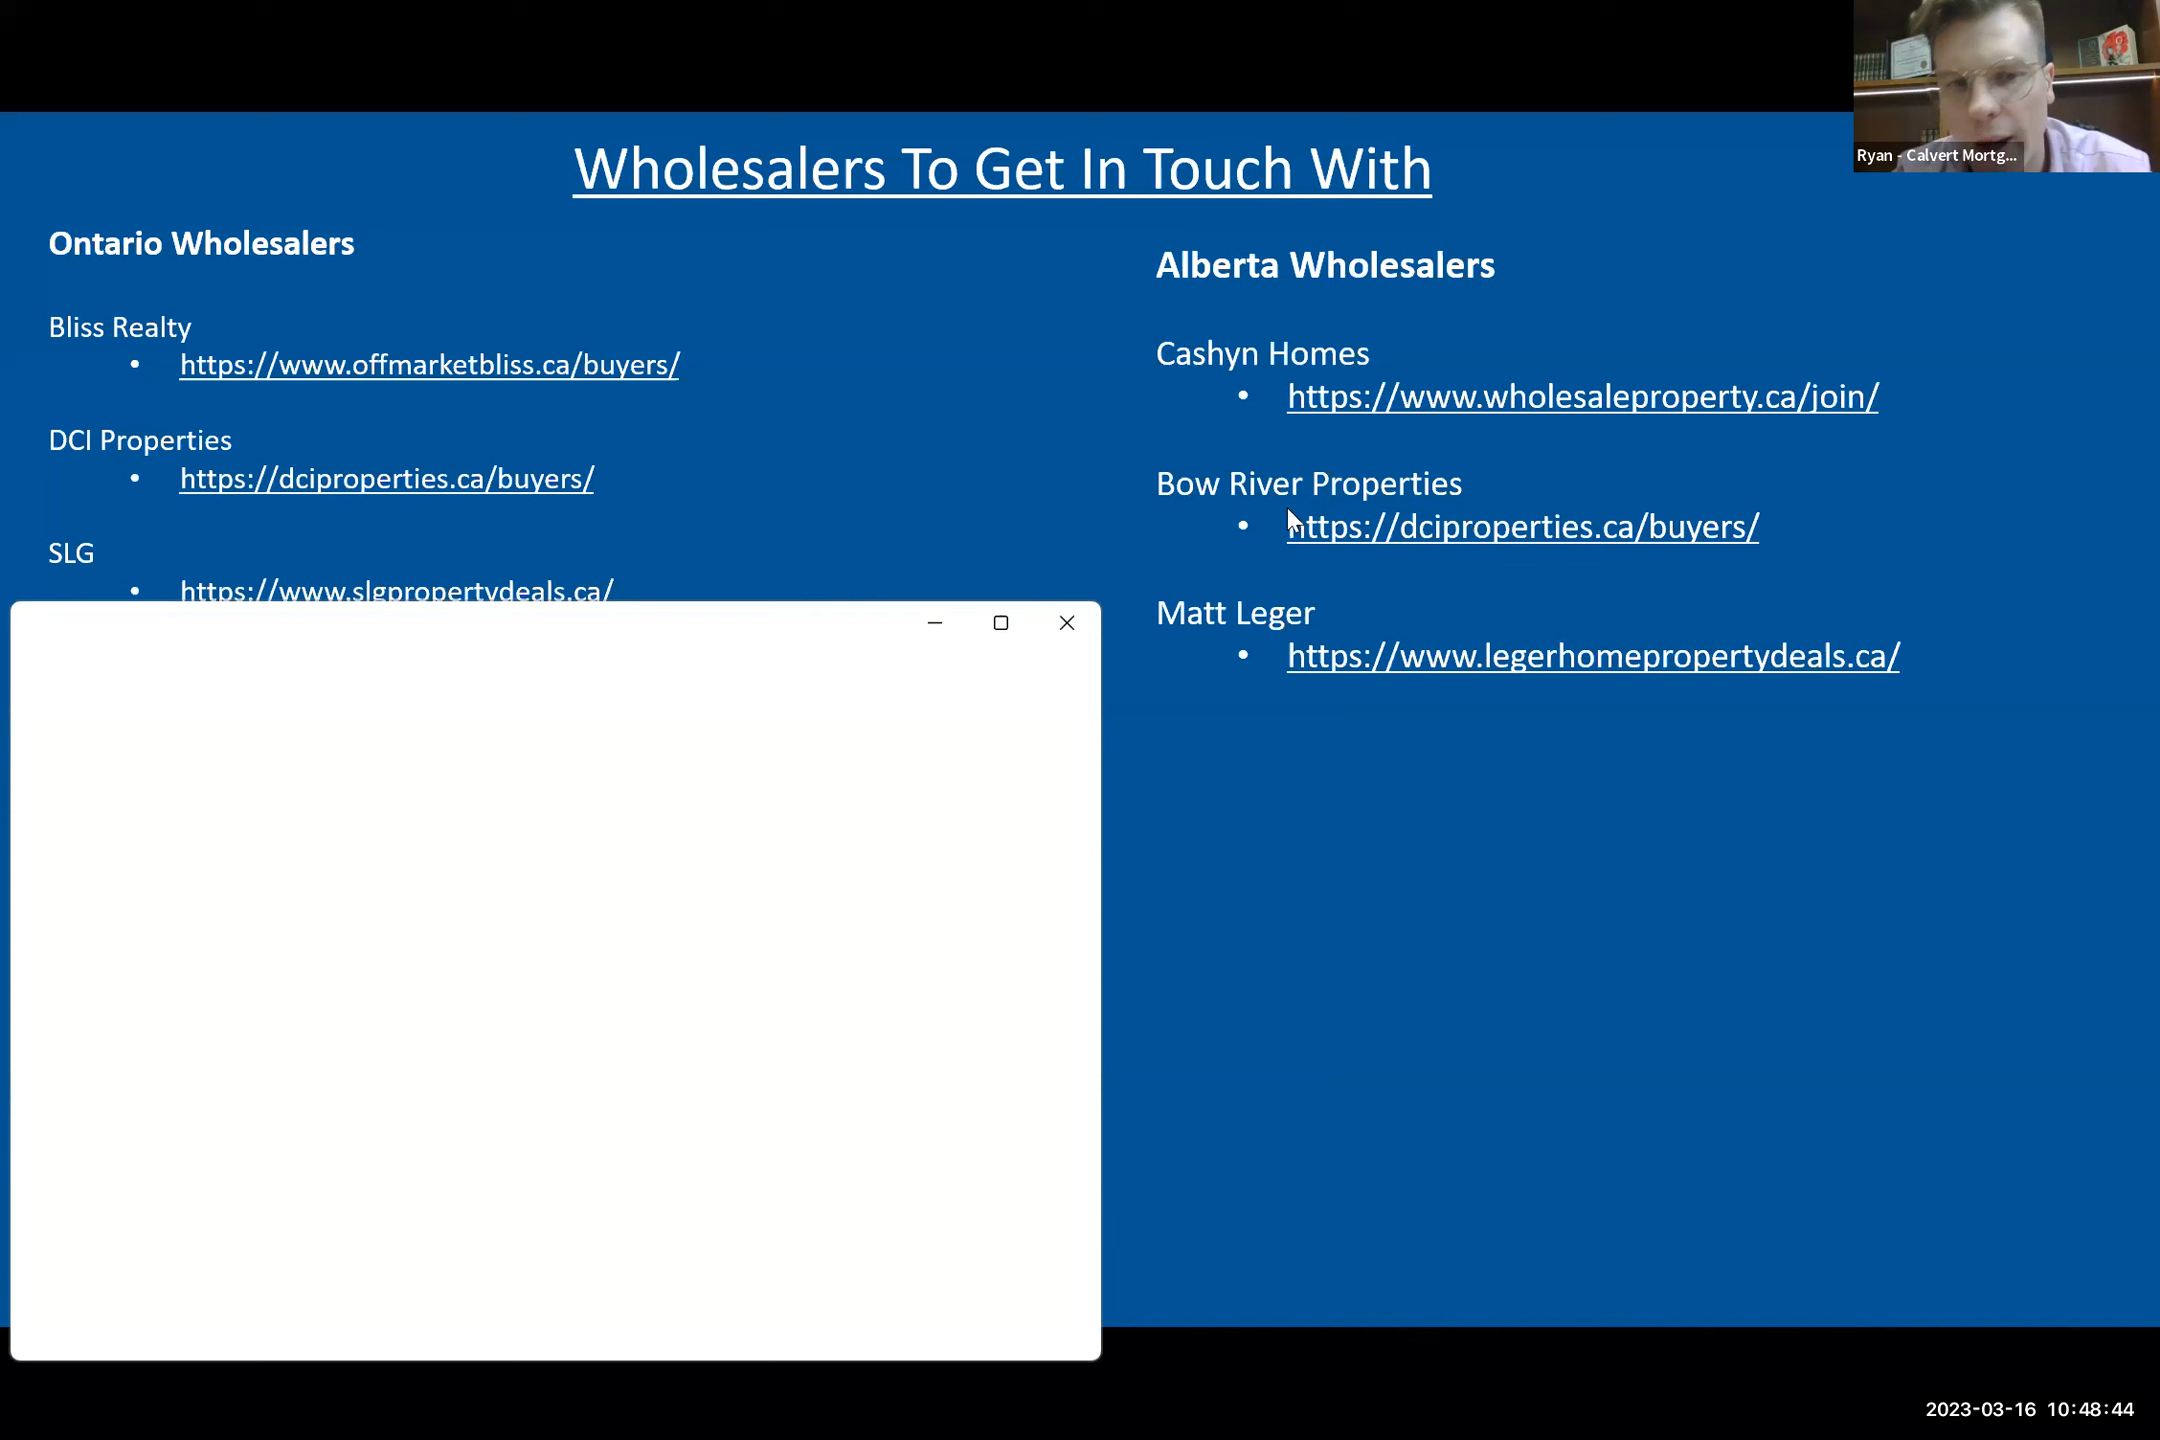 Wholesalers To Get In Touch With
Ontario Wholesalers
Bliss Realty
• https://www.offmarketbliss.ca/buyers/
DCI Properties
• https://dciproperties.ca/buyers/
SLG
• https://www.slgpropertydeals.ca/
Alberta Wholesalers
Cashyn Homes
• https://www.wholesaleproperty.ca/join/
Bow River Properties
• https://dciproperties.ca/buyers/
Matt Leger
• https://www.legerhomepropertydeals.ca/
Ryan - Calvert Mortg...
2023-03-16 10:48:44